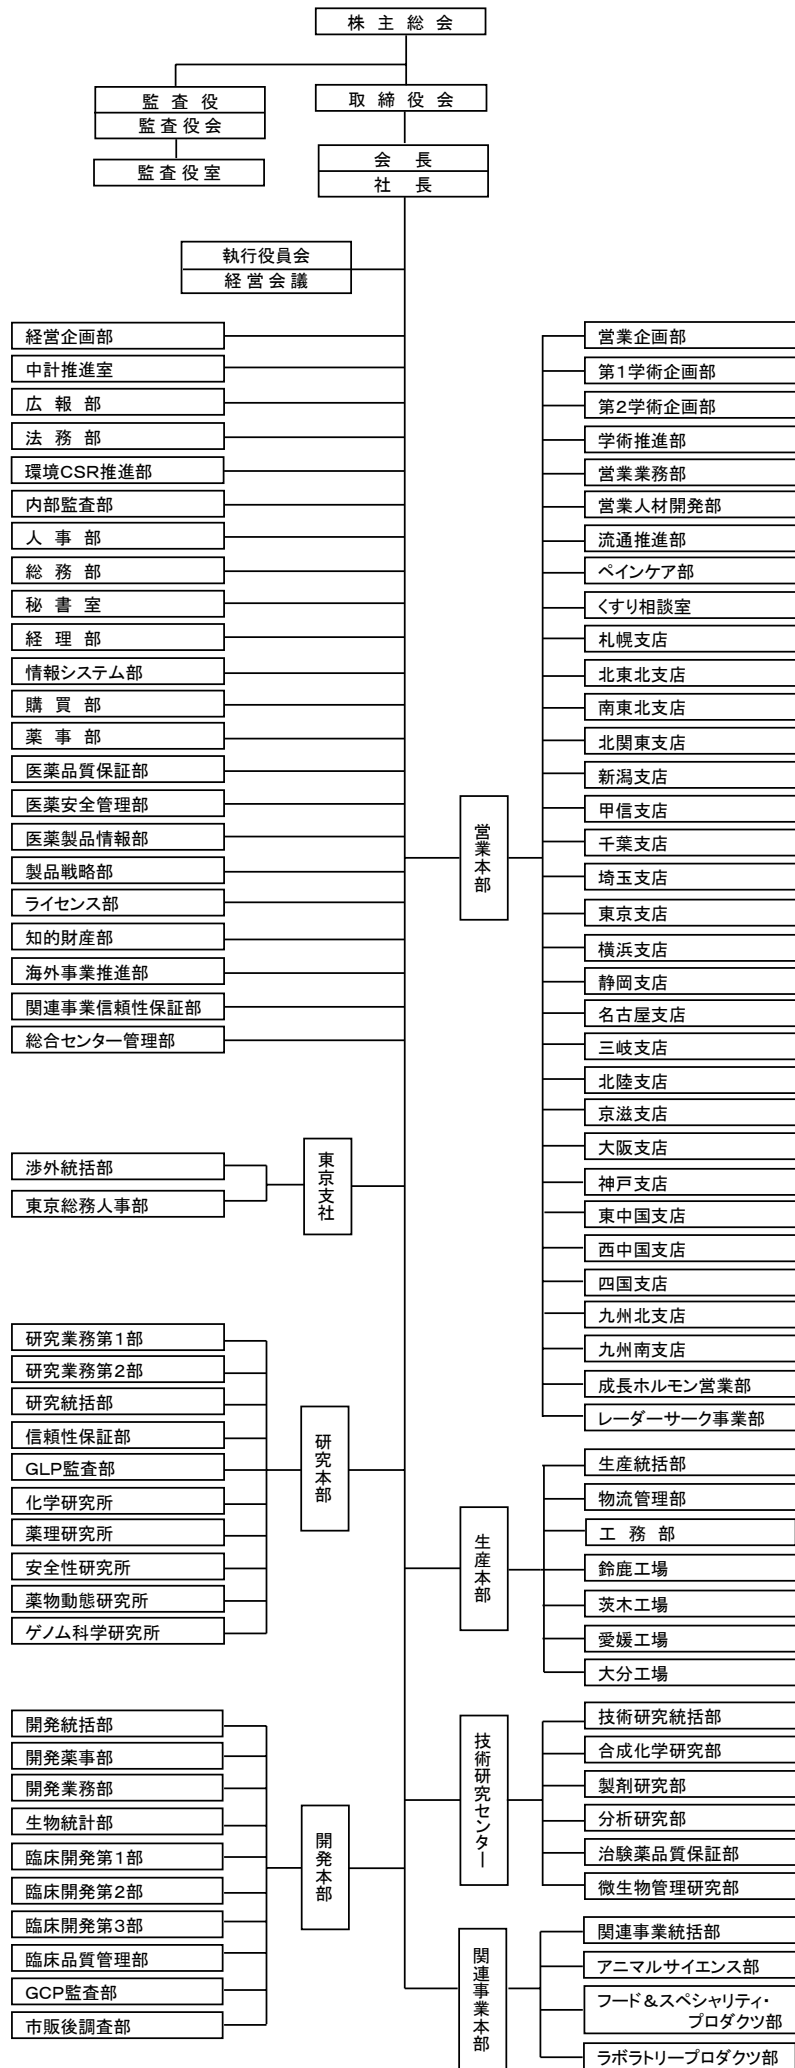 株主総会
監査役
監査役会
監査役室
取締役会
会長
社長
執行役員会
経営会議
経営企画部
中計推進室
広報部
法務部
環境CSR推進部
内部監査部
人事部
総務部
秘書室
経理部
情報システム部
購買部
薬事部
医薬品質保証部
医薬安全管理部
医薬製品情報部
製品戦略部
ライセンス部
知的財産部
海外事業推進部
関連事業信頼性保証部
総合センター管理部
東京支社
渉外統括部
東京総務人事部
研究本部
研究業務第1部
研究業務第2部
研究統括部
信頼性保証部
GLP監査部
化学研究所
薬理研究所
安全性研究所
薬物動態研究所
ゲノム科学研究所
開発本部
開発統括部
開発薬事部
開発業務部
生物統計部
臨床開発第1部
臨床開発第2部
臨床開発第3部
臨床品質管理部
GCP監査部
市販後調査部
営業本部
営業企画部
第1学術企画部
第2学術企画部
学術推進部
営業業務部
営業人材開発部
流通推進部
ペインケア部
くすり相談室
札幌支店
北東北支店
南東北支店
北関東支店
新潟支店
甲信支店
千葉支店
埼玉支店
東京支店
横浜支店
静岡支店
名古屋支店
三岐支店
北陸支店
京滋支店
大阪支店
神戸支店
東中国支店
西中国支店
四国支店
九州北支店
九州南支店
成長ホルモン営業部
レーダーサーク事業部
生産本部
生産統括部
物流管理部
工務部
鈴鹿工場
茨木工場
愛媛工場
大分工場
技術研究センター
技術研究統括部
合成化学研究部
製剤研究部
分析研究部
治験薬品質保証部
微生物管理研究部
関連事業本部
関連事業統括部
アニマルサイエンス部
フード＆スペシャリティ・
プロダクツ部
ラボラトリープロダクツ部